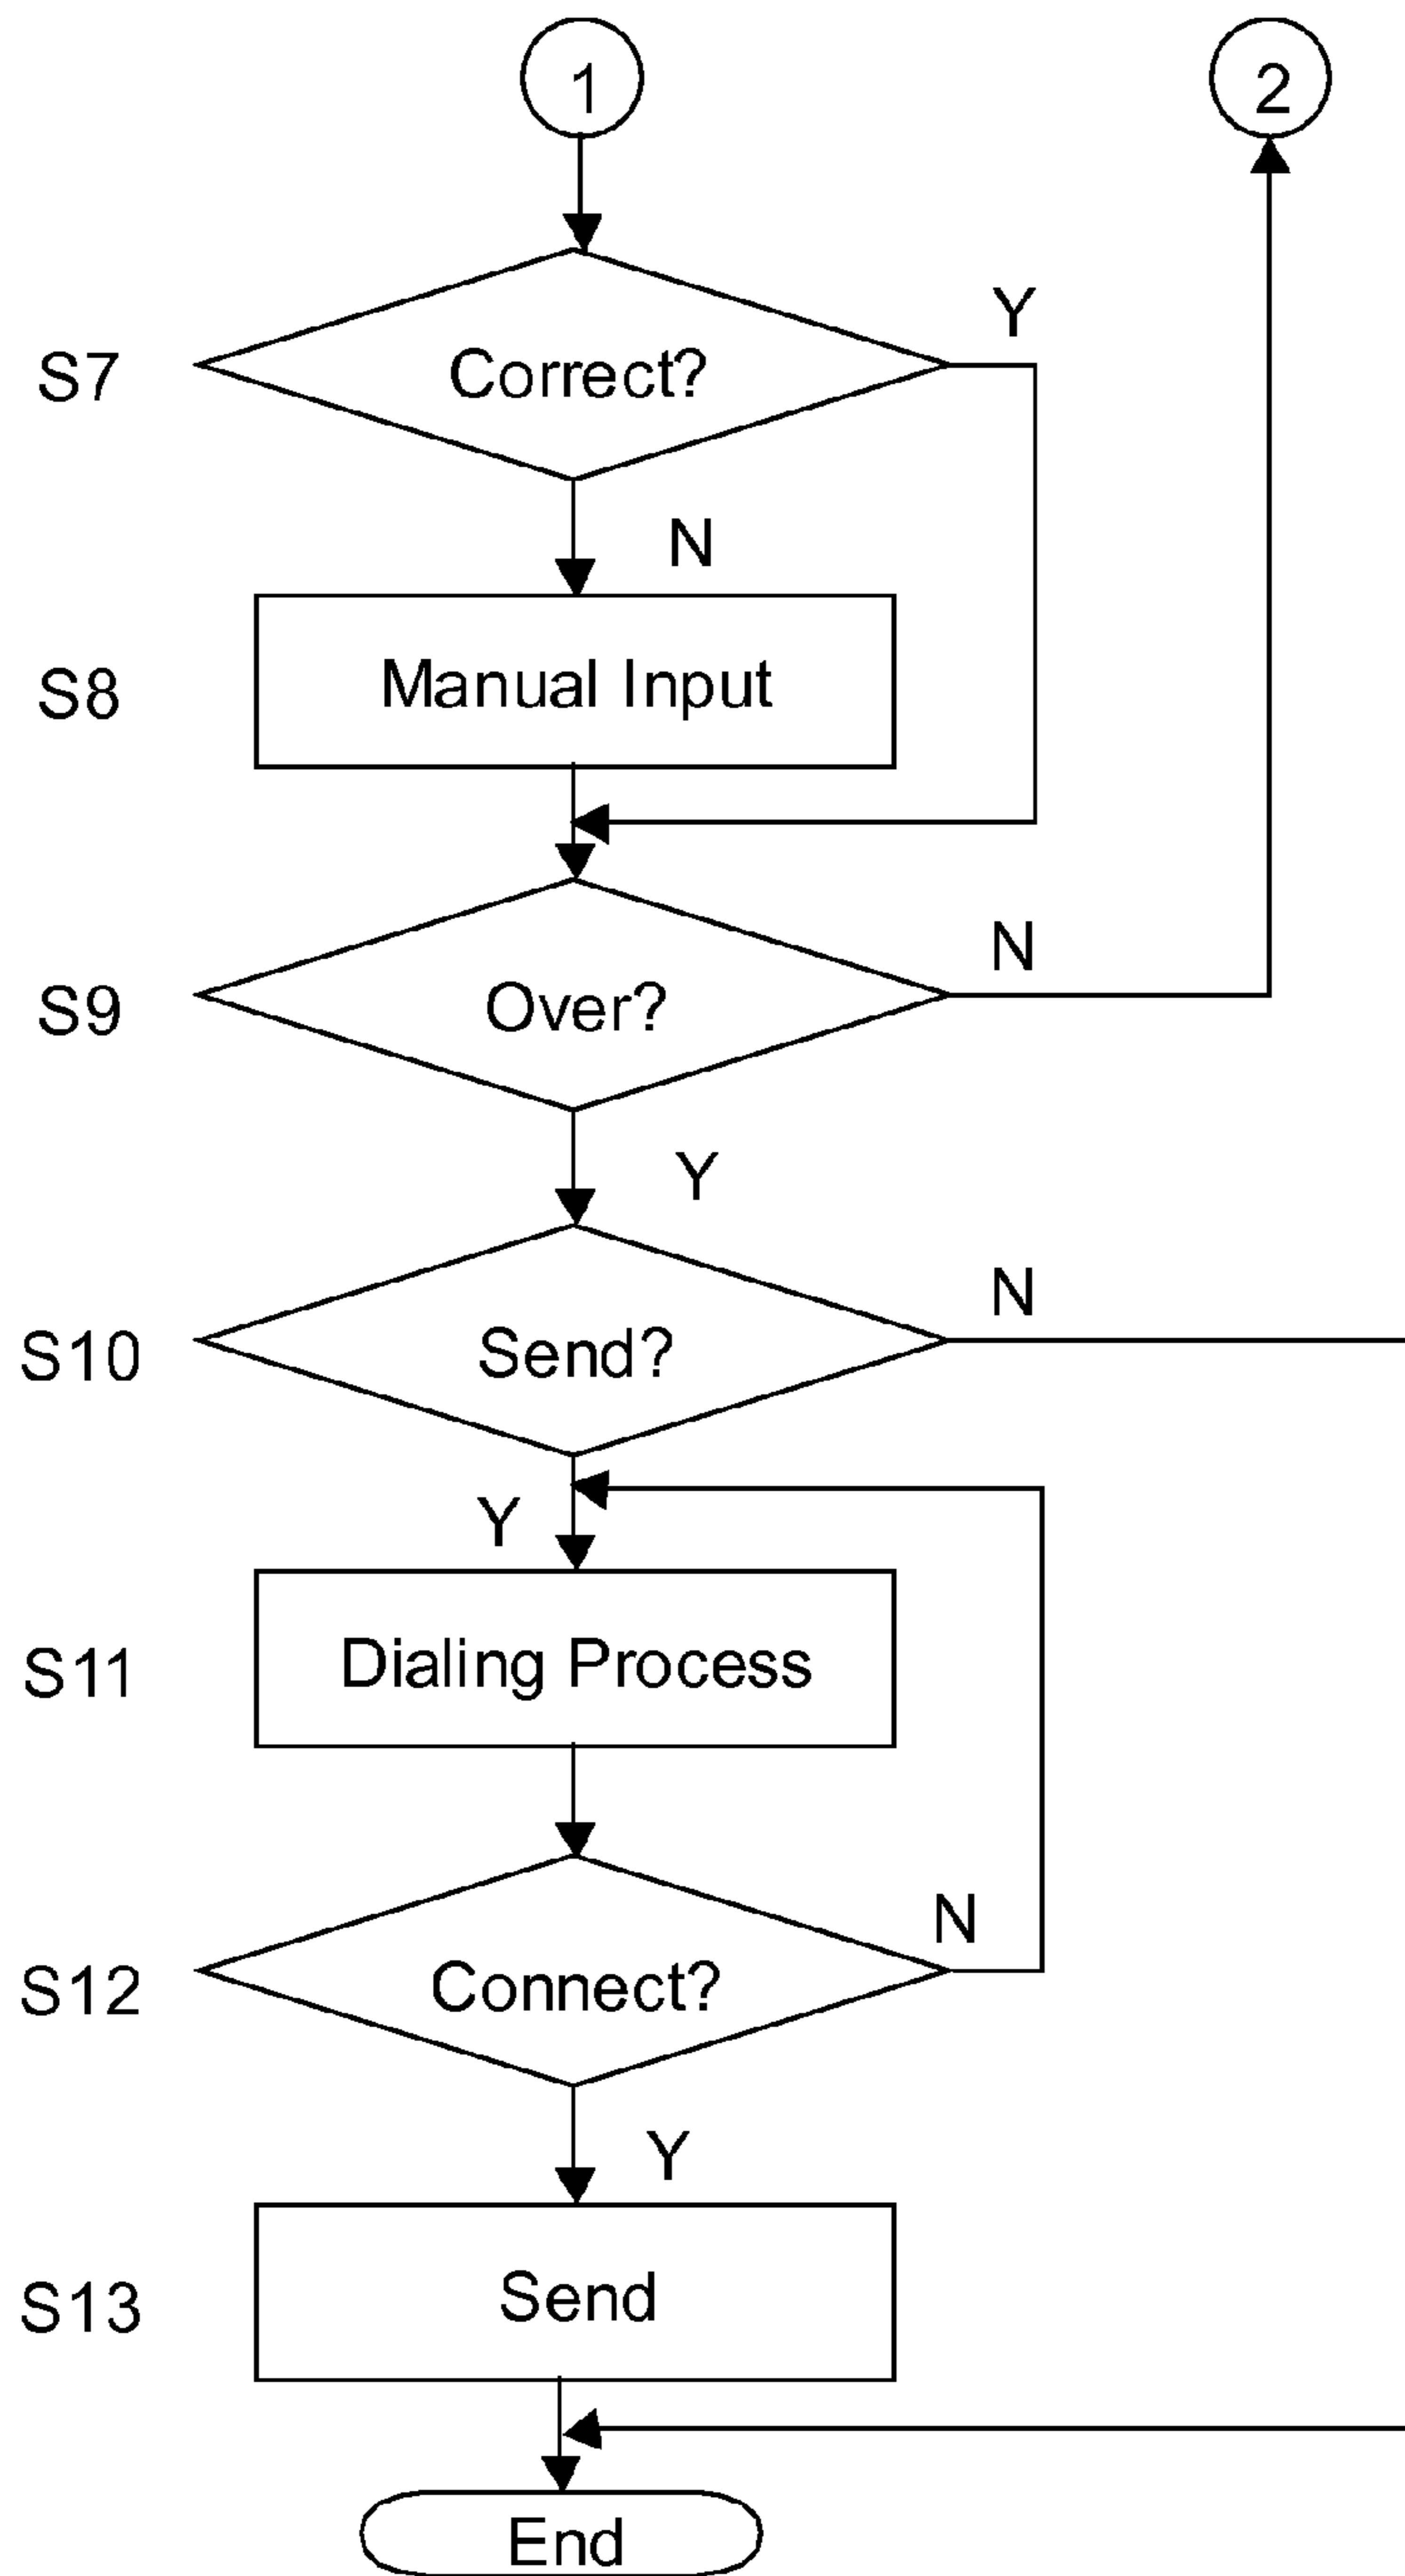 1
2
Y
S7
Correct?
N
S8
Manual Input
N
S9
Over?
Y
N
S10
Send?
Y
S11
Dialing Process
N
S12
Connect?
Y
S13
Send
End